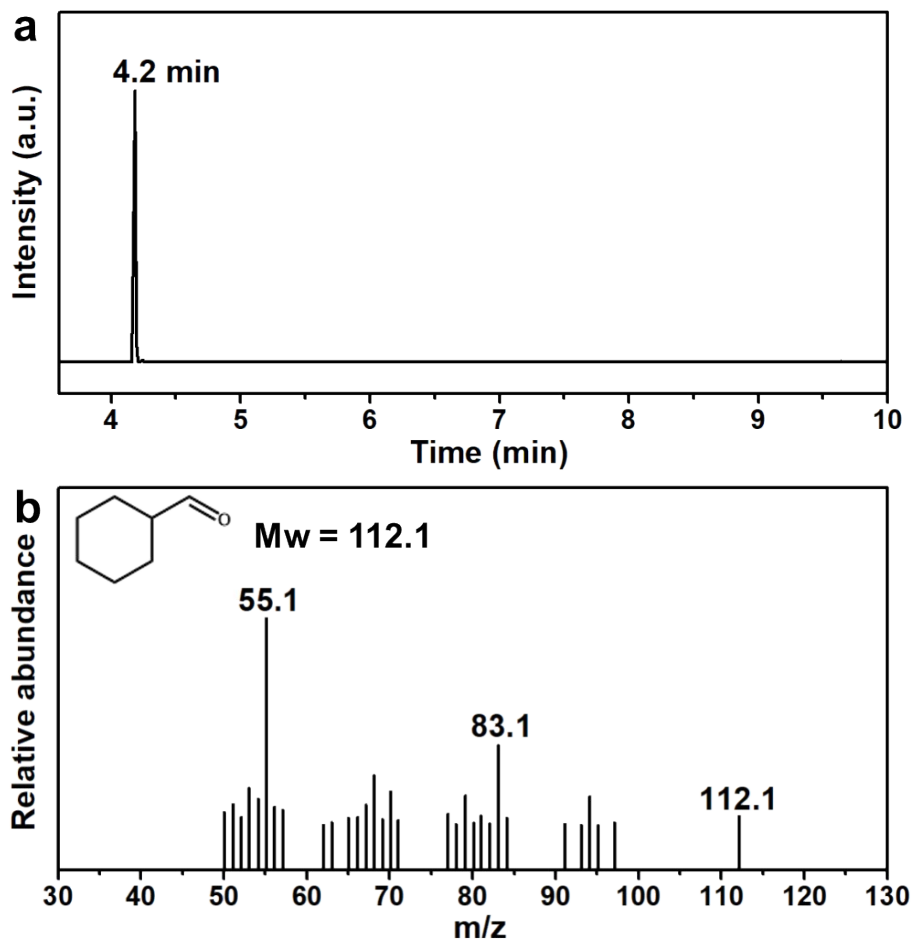 a
4.2 min
Intensity (a.u.)
4 5 6 7 8 9 10
Time (min)
b
O
Mw = 112.1
55.1
83.1
112.1
Relative abundance
30 40 50 60 70 80 90 100 110 120 130
m/z